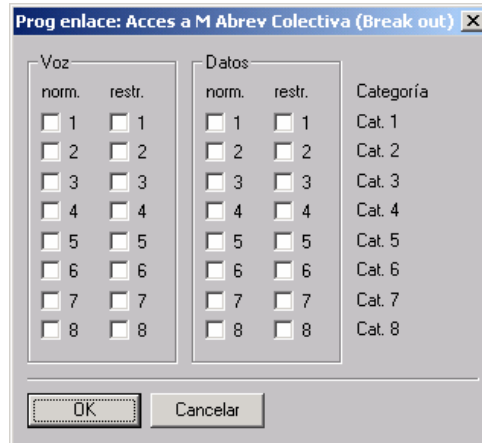 Prog enlace: Acces a M Abrev Colectiva (Break out)
Voz Datos
norm. restr. norm. restr. Categoría
1 1 1 1 Cat. 1
2 2 2 2 Cat. 2
3 3 3 3 Cat. 3
4 4 4 4 Cat. 4
5 5 5 5 Cat. 5
6 6 6 6 Cat. 6
7 7 7 7 Cat. 7
8 8 8 8 Cat. 8
OK Cancelar